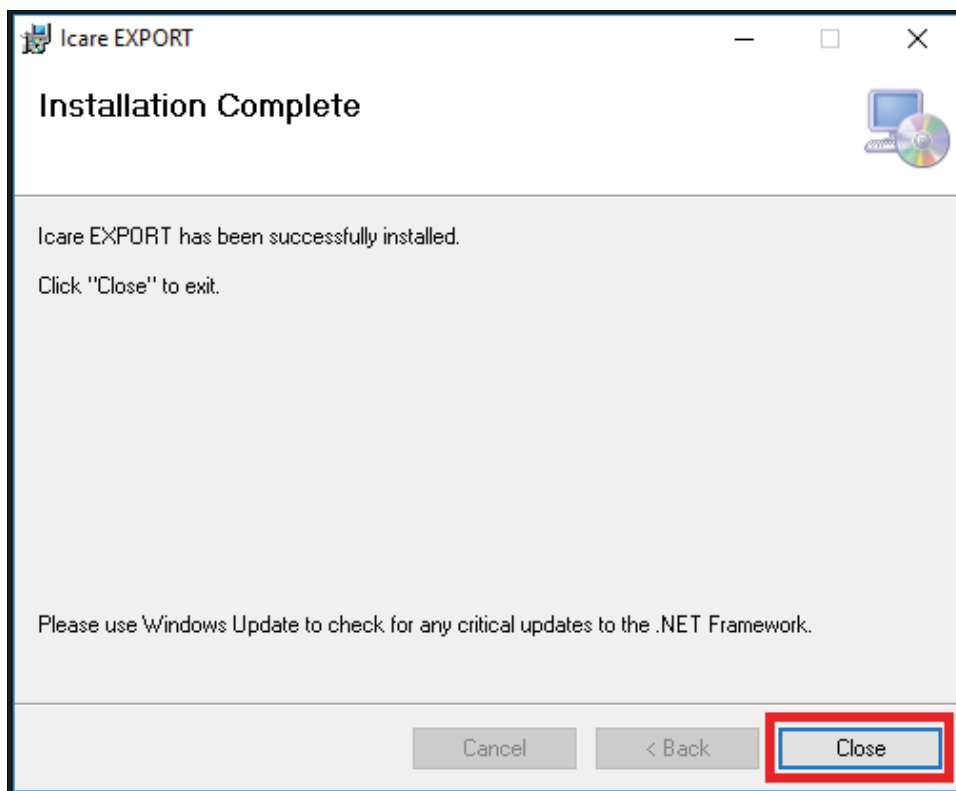 Icare EXPORT
Installation Complete
Icare EXPORT has been successfully installed.
Click "Close" to exit.
Please use Windows Update to check for any critical updates to the .NET Framework.
Cancel
< Back
Close